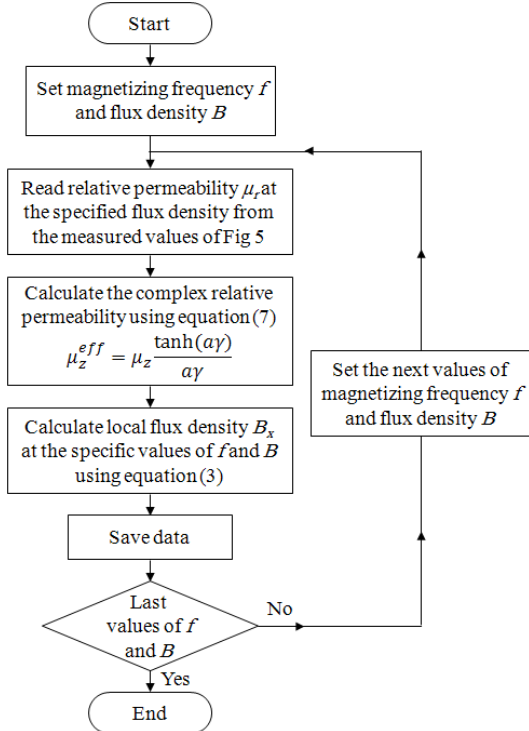 Start
Set magnetizing frequency f
and flux density B
Read relative permeability μr at
the specified flux density from
the measured values of Fig 5
Calculate the complex relative
permeability using equation (7)
μ_z^{eff} = μ_z tanh(aγ) / aγ
Calculate local flux density Bx
at the specific values of f and B
using equation (3)
Save data
Last
values of f
and B
No
Yes
End
Set the next values of
magnetizing frequency f
and flux density B